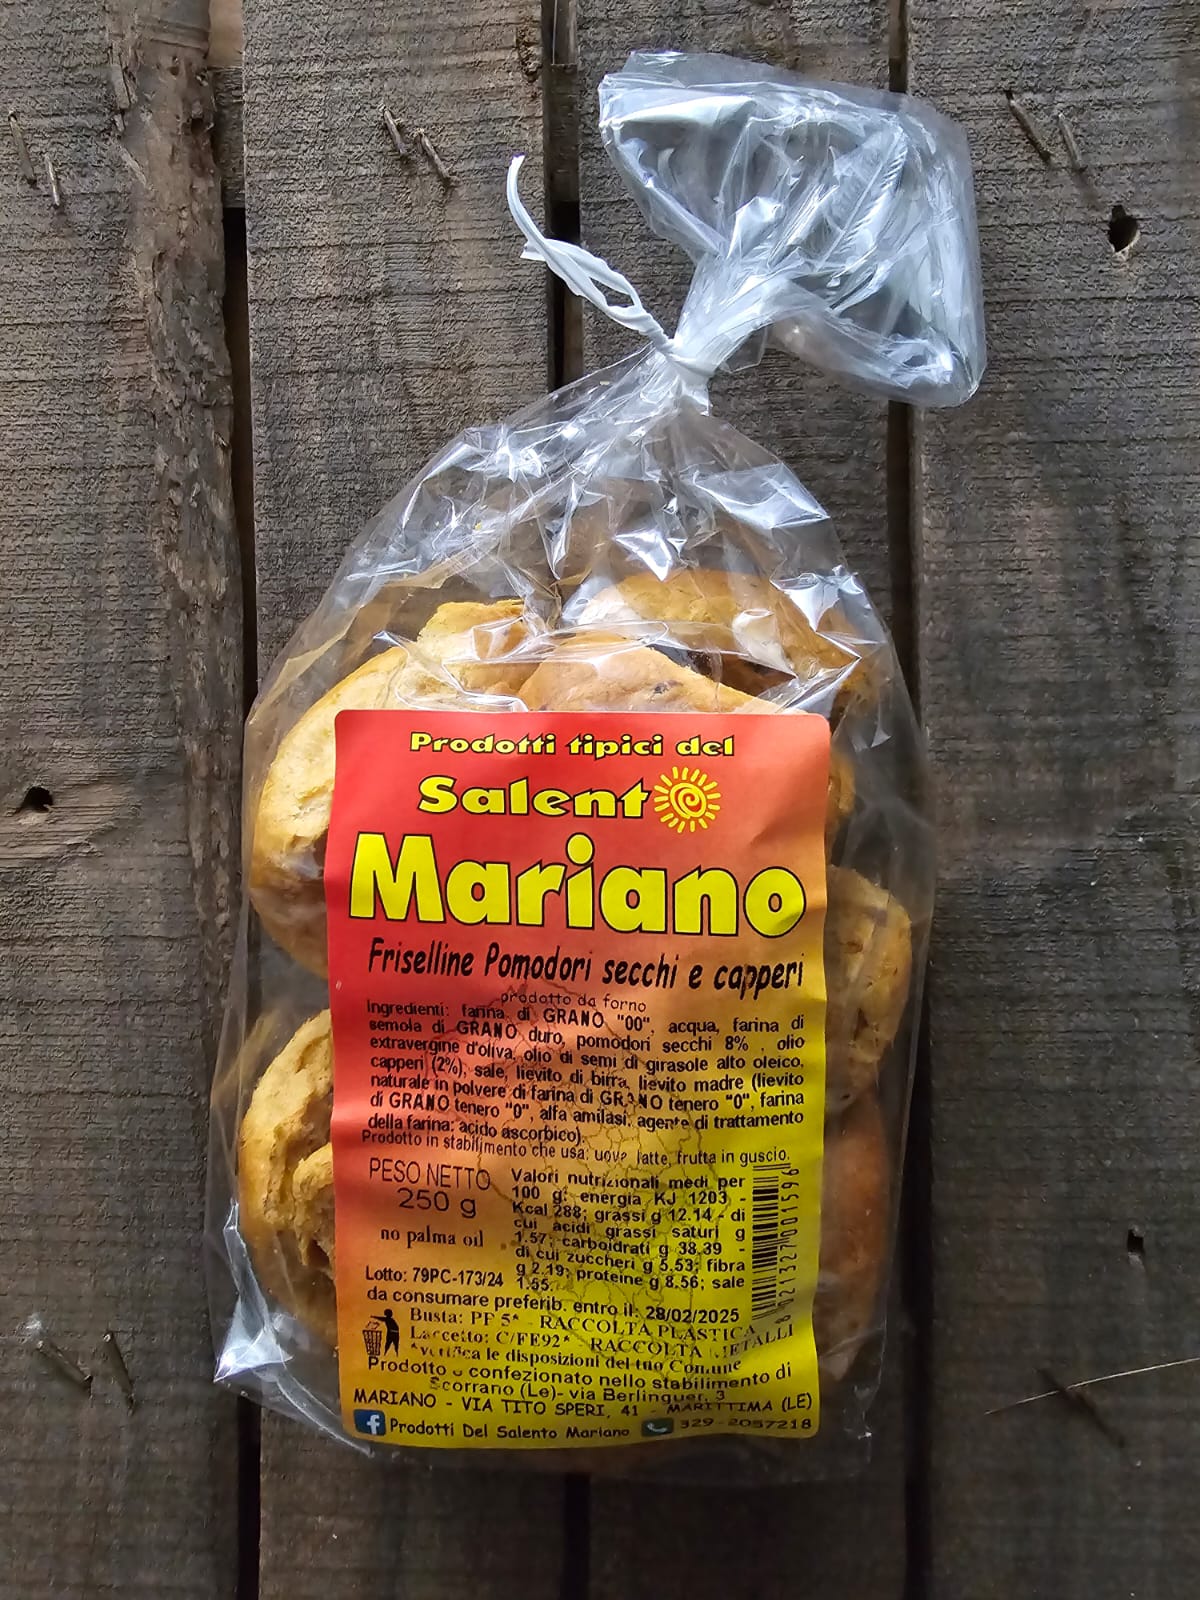 Prodotti tipici del
Salento
Mariano
Friselline Pomodori secchi e capperi
prodotto da forno
Ingredienti: farina di GRANO "00", acqua, farina di
semola di GRANO duro, pomodori secchi 8% , olio
extravergine d'oliva, olio di semi di girasole alto oleico,
capperi (2%), sale, lievito di birra, lievito madre (lievito
naturale in polvere di farina di GRANO tenero "0", farina
di GRANO tenero "0", alfa amilasi, agente di trattamento
della farina: acido ascorbico).
Prodotto in stabilimento che usa: uova latte, frutta in guscio.
PESO NETTO
250 g
no palma oil
Valori nutrizionali medi per
100 g: energia KJ 1203 -
Kcal 288; grassi g 12.14 - di
cui acidi grassi saturi g
1.57; carboidrati g 38.39 -
di cui zuccheri g 5.53; fibra
g 2.19; proteine g 8.56; sale
1.55.
8021327001596
Lotto: 79PC-173/24
da consumare preferib. entro il: 28/02/2025
Busta: PP 5* - RACCOLTA PLASTICA
Laccetto: C/FE92* RACCOLTA METALLI
*verifica le disposizioni del tuo Comune
Prodotto e confezionato nello stabilimento di
Scorrano (Le)- via Berlinguer, 3
MARIANO - VIA TITO SPERI, 41 - MARITTIMA (LE)
f Prodotti Del Salento Mariano 329-2057218